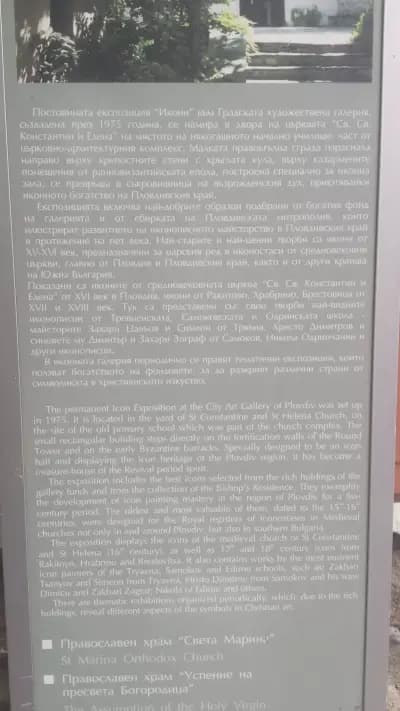 Постоянната експозиция "Икони" към Градската художествена галерия,
създадена през 1975 година, се намира в двора на църквата "Св. Св.
Константин и Елена" на мястото на някогашното начално училище, част от
църковно-архитектурния комплекс. Малката правоъгълна сграда
направо върху крепостните стени с кръглата кула, върху казармените
помещения от ранновизантийската епоха, построена специално за иконна
зала, се превръща в съкровищница на възрожденския дух,
иконното богатство на Пловдивския край.
Експозицията включва най-добрите образци подбрани от богатия фонд
на галерията и от сбирката на Пловдивската митрополия, които
илюстрират развитието на иконописното майсторство в Пловдивския край
в протежение на пет века. Най-старите и най-ценни творби са икони от
XV-XVI век, предназначени за царския ред в иконостаси от средновековни
църкви, главно от Пловдив и Пловдивския край, както и от други краища
на Южна България.
Показани са иконите от средновековната църква "Св. Св. Константин и
Елена" от XVI век в Пловдив, икони от Ракитово, Храбрино, Брестовица от
XVII и XVIII век. Тук са представени със свои творби най-видните
иконописци от Тревненската, Самоковската и Одринската школа -
майсторите Захари Цаньов и Симеон от Трявна, Христо Димитров и
синовете му Димитър и Захари Зограф от Самоков, Никола Одринчанин и
други иконописци.
В иконната галерия периодично се правят тематични експозиции, които
ползват богатството на фондовете, за да разкрият различни страни от
символиката в християнското изкуство.
The permanent Icon Exposition at the City Art Gallery of Plovdiv was set up
in 1975. It is located in the yard of St Constantine and St Helena Church, on
the site of the old primary school which was part of the church complex. The
small rectangular building steps directly on the fortification walls of the Round
Tower and on the early Byzantine barracks. Specially designed to be an icon
hall and displaying the icon heritage of the Plovdiv region, it has become a
treasure-house of the Revival period spirit.
The exposition includes the best icons selected from the rich holdings of the
gallery funds and from the collection of the Bishop's Residence. They exemplify
the development of icon painting mastery in the region of Plovdiv for a five
century period. The oldest and most valuable of them, dated to the 15th-16th
centuries, were designed for the Royal registers of iconostases in Medieval
churches not only in and around Plovdiv, but also in southern Bulgaria.
The exposition displays the icons of the medieval church of St Constantine
and St Helena (16th century), as well as 17th and 18th century icons from
Rakitovo, Hrabrino and Brestovitsa. It also contains works by the most eminent
icon painters of the Tryavna, Samokov and Edirne schools, such as Zakhari
Tsanyov and Simeon from Tryavna, Hristo Dimitrov from Samokov and his sons
Dimitar and Zakhari Zograf, Nikola of Edirne and others.
There are thematic exhibitions organized periodically, which, due to the rich
holdings, reveal different aspects of the symbols in Christian art.
Православен храм "Света Марина"
St Marina Orthodox Church
Православен храм "Успение на
пресвета Богородица"
The Assumption of the Holy Virgin